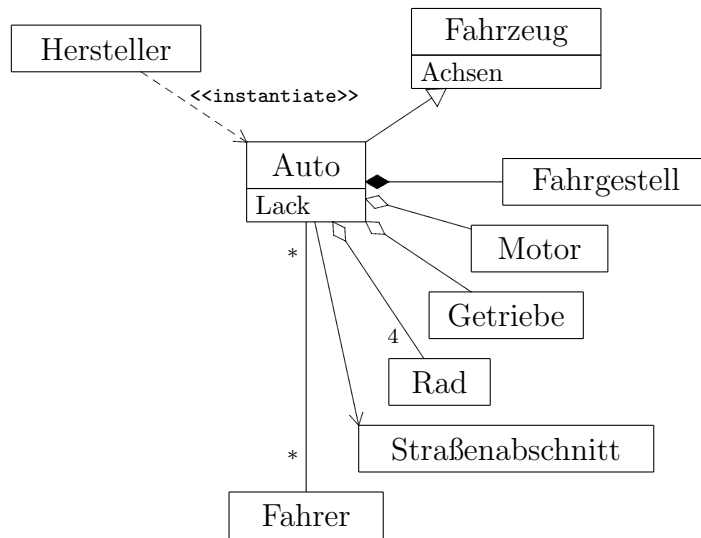 Fahrzeug
Hersteller
Achsen
<<instantiate>>
Auto
Fahrgestell
Lack
Motor
*
Getriebe
4
Rad
Straßenabschnitt
*
Fahrer